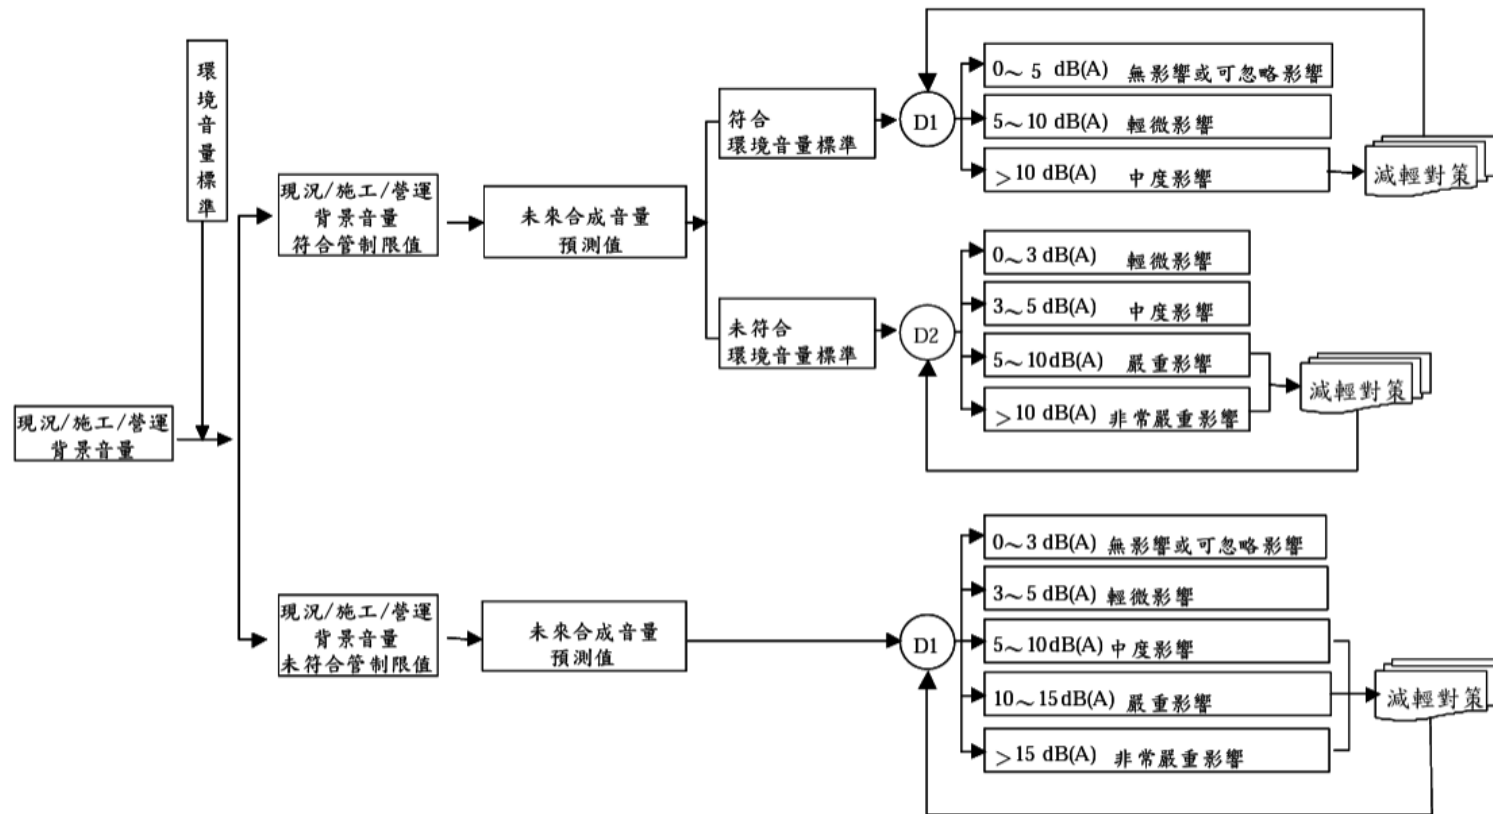 環境音量標準
現況/施工/營運
背景音量
現況/施工/營運
背景音量
符合管制限值
未來合成音量
預測值
符合
環境音量標準
D1
0～ 5 dB(A) 無影響或可忽略影響
5～10 dB(A) 輕微影響
＞10 dB(A) 中度影響
減輕對策
未符合
環境音量標準
D2
0～3 dB(A) 輕微影響
3～5 dB(A) 中度影響
5～10dB(A) 嚴重影響
＞10 dB(A) 非常嚴重影響
減輕對策
現況/施工/營運
背景音量
未符合管制限值
未來合成音量
預測值
D1
0～3 dB(A) 無影響或可忽略影響
3～5 dB(A) 輕微影響
5～10dB(A) 中度影響
10～15dB(A) 嚴重影響
＞15 dB(A) 非常嚴重影響
減輕對策